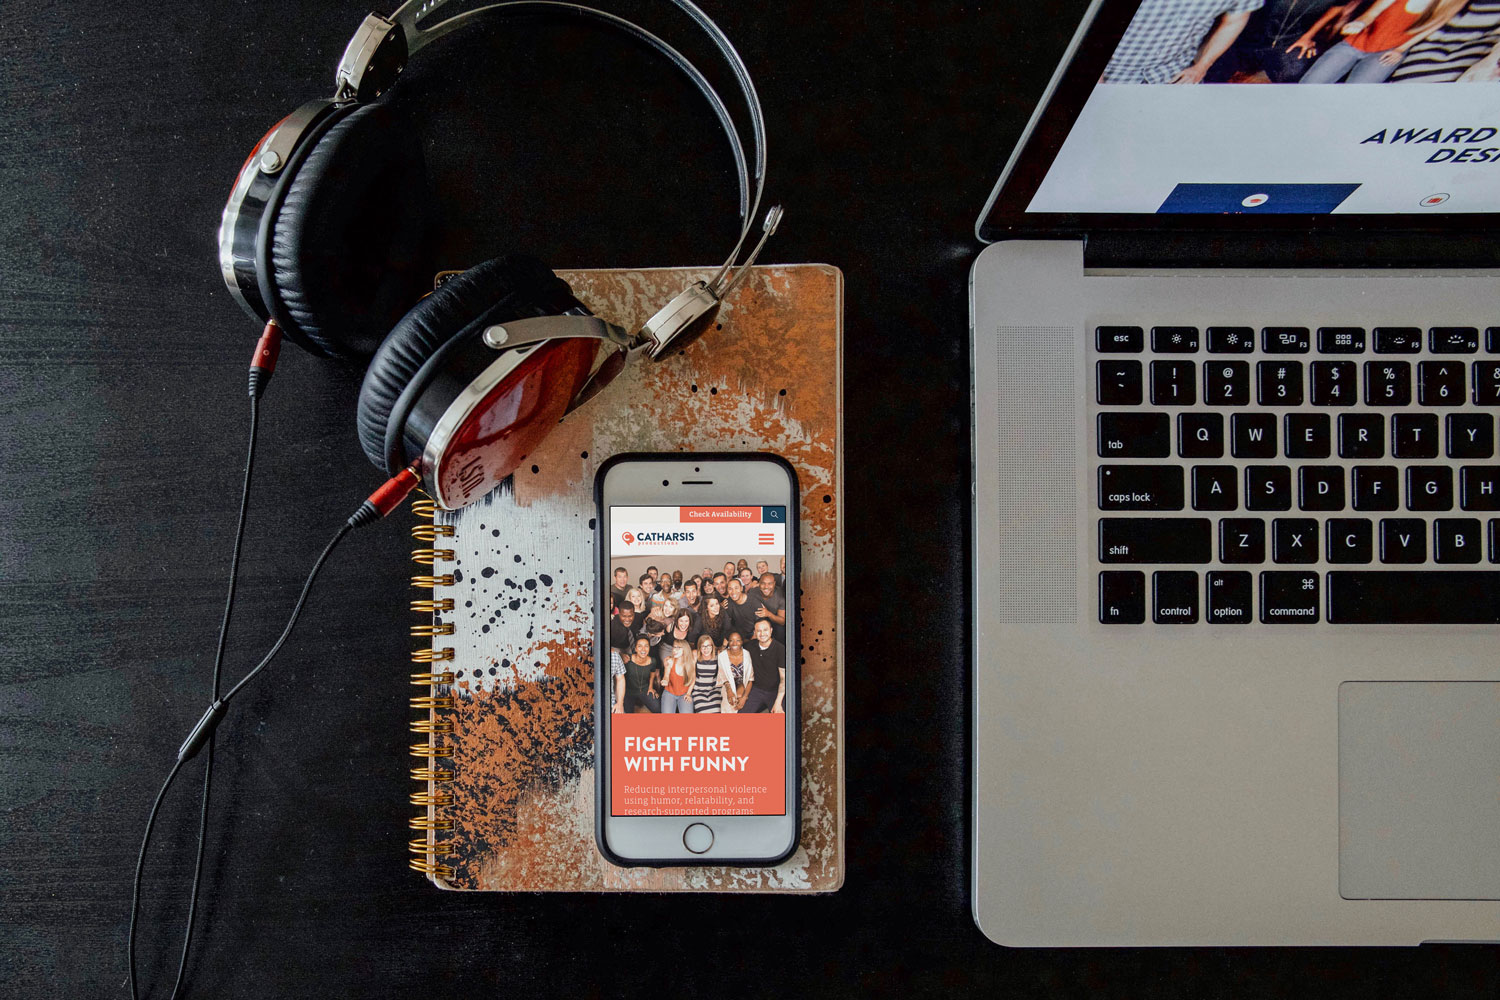 AWARD
Check Availability
CATHARSIS
productions
FIGHT FIRE
WITH FUNNY
Reducing interpersonal violence
using humor, relatability, and
research-supported programs
esc F1 F2 F3 F4 F5 F6
~ ! @ # $ % ^ &
` 1 2 3 4 5 6 7
tab Q W E R T Y
caps lock A S D F G H
shift Z X C V B
fn control alt option ⌘ command